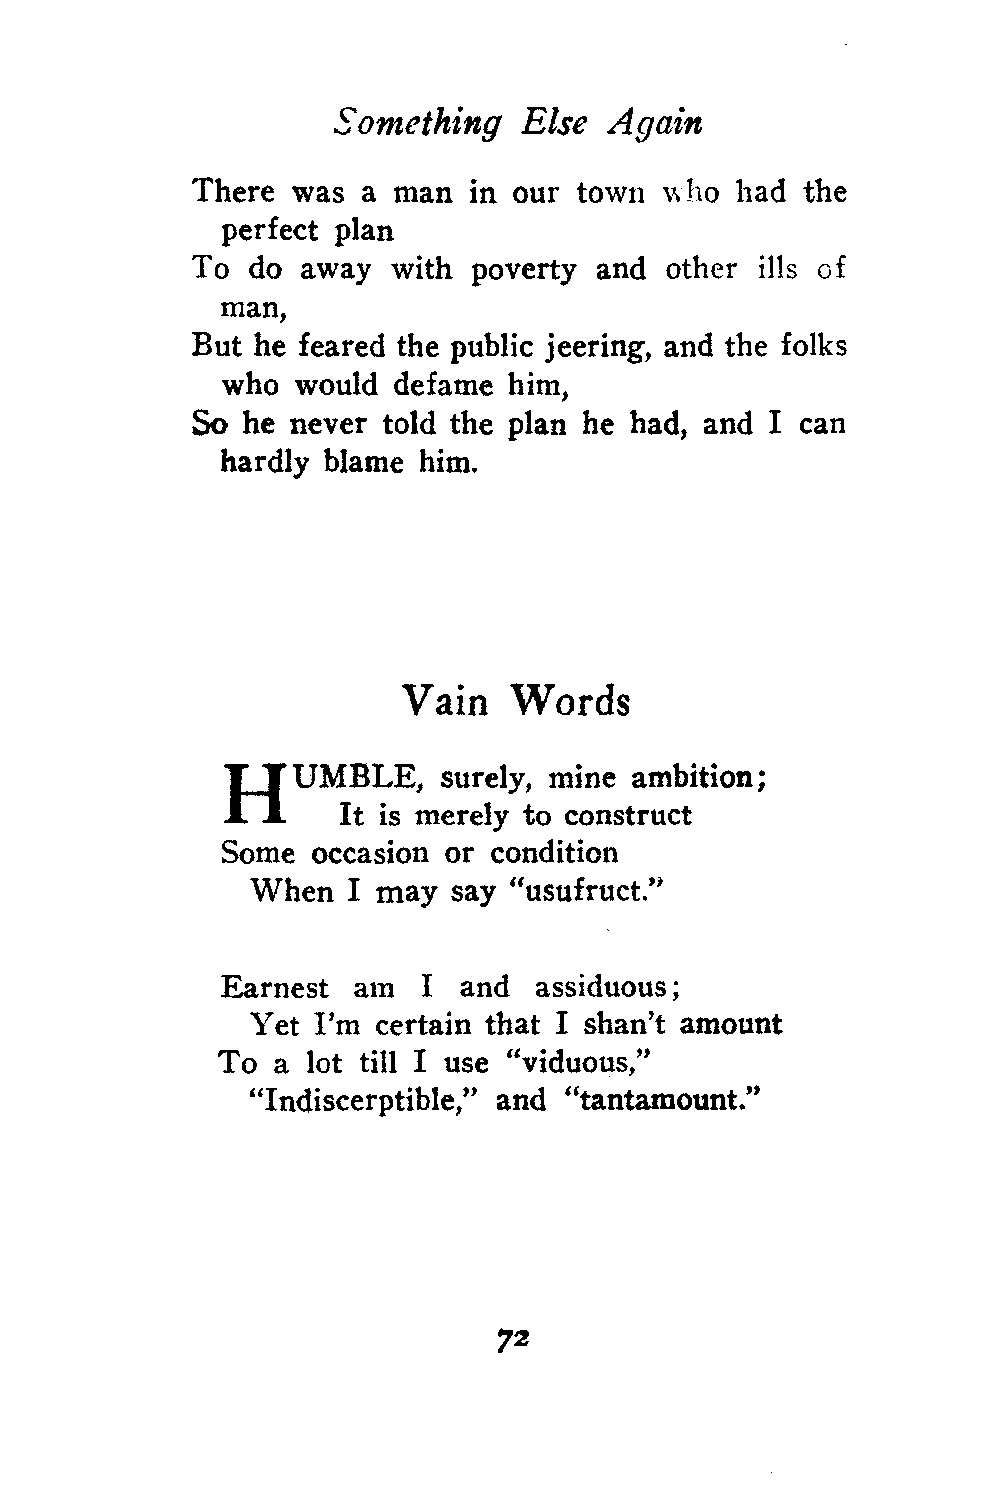 Something Else Again
There was a man in our town who had the
perfect plan
To do away with poverty and other ills of
man,
But he feared the public jeering, and the folks
who would defame him,
So he never told the plan he had, and I can
hardly blame him.
Vain Words
HUMBLE, surely, mine ambition;
It is merely to construct
Some occasion or condition
When I may say "usufruct."
Earnest am I and assiduous;
Yet I'm certain that I shan't amount
To a lot till I use "viduous,"
"Indiscerptible," and "tantamount."
72